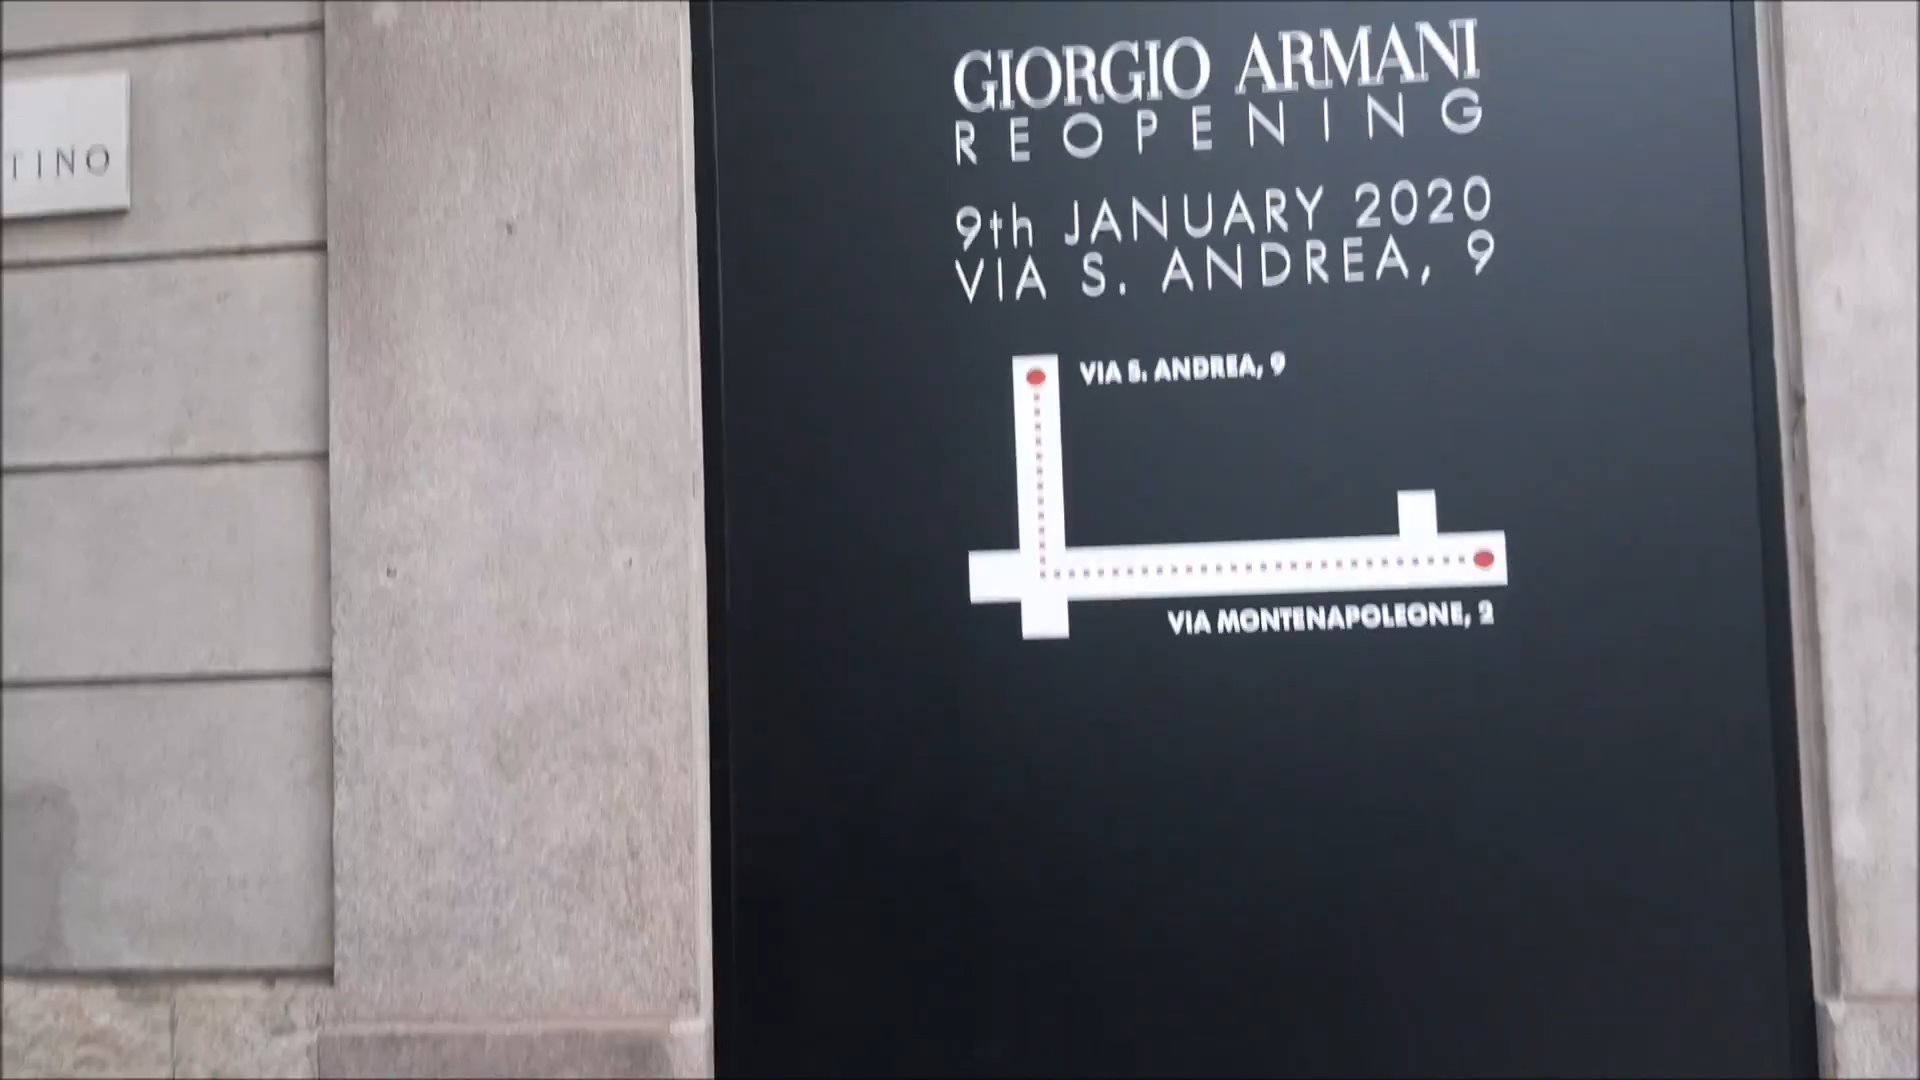 TINO
GIORGIO ARMANI
REOPENING
9th JANUARY 2020
VIA S. ANDREA, 9
VIA S. ANDREA, 9
VIA MONTENAPOLEONE, 2